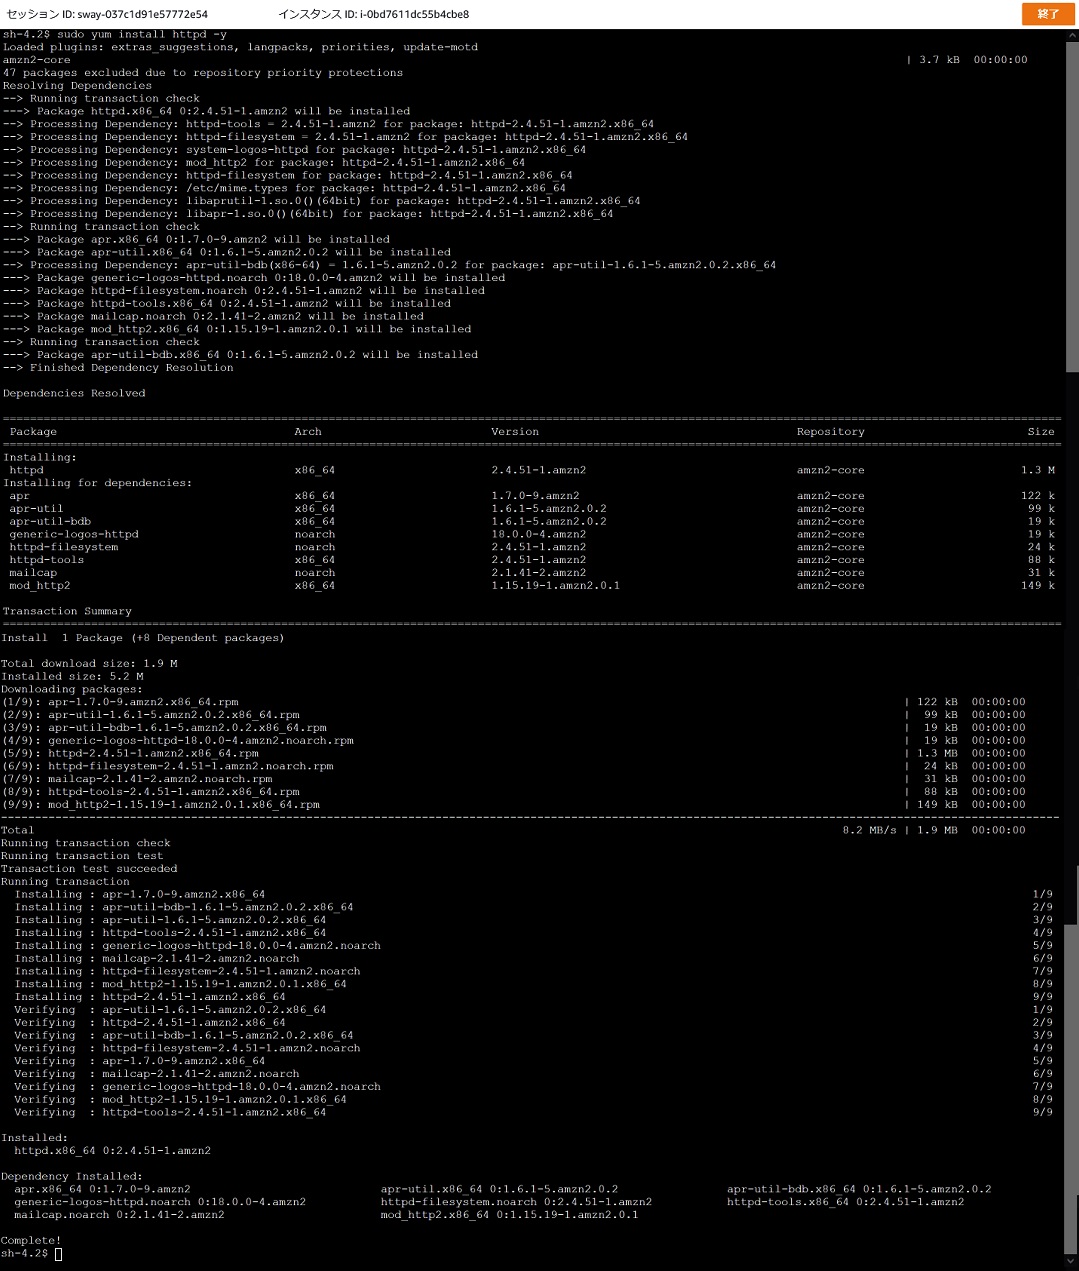 セッション ID: sway-037c1d91e57772e54 インスタンス ID: i-0bd7611dc55b4cbe8 終了
sh-4.2$ sudo yum install httpd -y
Loaded plugins: extras_suggestions, langpacks, priorities, update-motd
amzn2-core | 3.7 kB 00:00:00
47 packages excluded due to repository priority protections
Resolving Dependencies
--> Running transaction check
---> Package httpd.x86_64 0:2.4.51-1.amzn2 will be installed
--> Processing Dependency: httpd-tools = 2.4.51-1.amzn2 for package: httpd-2.4.51-1.amzn2.x86_64
--> Processing Dependency: httpd-filesystem = 2.4.51-1.amzn2 for package: httpd-2.4.51-1.amzn2.x86_64
--> Processing Dependency: system-logos-httpd for package: httpd-2.4.51-1.amzn2.x86_64
--> Processing Dependency: mod_http2 for package: httpd-2.4.51-1.amzn2.x86_64
--> Processing Dependency: httpd-filesystem for package: httpd-2.4.51-1.amzn2.x86_64
--> Processing Dependency: /etc/mime.types for package: httpd-2.4.51-1.amzn2.x86_64
--> Processing Dependency: libaprutil-1.so.0()(64bit) for package: httpd-2.4.51-1.amzn2.x86_64
--> Processing Dependency: libapr-1.so.0()(64bit) for package: httpd-2.4.51-1.amzn2.x86_64
--> Running transaction check
---> Package apr.x86_64 0:1.7.0-9.amzn2 will be installed
---> Package apr-util.x86_64 0:1.6.1-5.amzn2.0.2 will be installed
--> Processing Dependency: apr-util-bdb(x86-64) = 1.6.1-5.amzn2.0.2 for package: apr-util-1.6.1-5.amzn2.0.2.x86_64
---> Package generic-logos-httpd.noarch 0:18.0.0-4.amzn2 will be installed
---> Package httpd-filesystem.noarch 0:2.4.51-1.amzn2 will be installed
---> Package httpd-tools.x86_64 0:2.4.51-1.amzn2 will be installed
---> Package mailcap.noarch 0:2.1.41-2.amzn2 will be installed
---> Package mod_http2.x86_64 0:1.15.19-1.amzn2.0.1 will be installed
--> Running transaction check
---> Package apr-util-bdb.x86_64 0:1.6.1-5.amzn2.0.2 will be installed
--> Finished Dependency Resolution
Dependencies Resolved
Package Arch Version Repository Size
Installing:
httpd x86_64 2.4.51-1.amzn2 amzn2-core 1.3 M
Installing for dependencies:
apr x86_64 1.7.0-9.amzn2 amzn2-core 122 k
apr-util x86_64 1.6.1-5.amzn2.0.2 amzn2-core 99 k
apr-util-bdb x86_64 1.6.1-5.amzn2.0.2 amzn2-core 19 k
generic-logos-httpd noarch 18.0.0-4.amzn2 amzn2-core 19 k
httpd-filesystem noarch 2.4.51-1.amzn2 amzn2-core 24 k
httpd-tools x86_64 2.4.51-1.amzn2 amzn2-core 88 k
mailcap noarch 2.1.41-2.amzn2 amzn2-core 31 k
mod_http2 x86_64 1.15.19-1.amzn2.0.1 amzn2-core 149 k
Transaction Summary
Install 1 Package (+8 Dependent packages)
Total download size: 1.9 M
Installed size: 5.2 M
Downloading packages:
(1/9): apr-1.7.0-9.amzn2.x86_64.rpm | 122 kB 00:00:00
(2/9): apr-util-1.6.1-5.amzn2.0.2.x86_64.rpm | 99 kB 00:00:00
(3/9): apr-util-bdb-1.6.1-5.amzn2.0.2.x86_64.rpm | 19 kB 00:00:00
(4/9): generic-logos-httpd-18.0.0-4.amzn2.noarch.rpm | 19 kB 00:00:00
(5/9): httpd-2.4.51-1.amzn2.x86_64.rpm | 1.3 MB 00:00:00
(6/9): httpd-filesystem-2.4.51-1.amzn2.noarch.rpm | 24 kB 00:00:00
(7/9): mailcap-2.1.41-2.amzn2.noarch.rpm | 31 kB 00:00:00
(8/9): httpd-tools-2.4.51-1.amzn2.x86_64.rpm | 88 kB 00:00:00
(9/9): mod_http2-1.15.19-1.amzn2.0.1.x86_64.rpm | 149 kB 00:00:00
Total 8.2 MB/s | 1.9 MB 00:00:00
Running transaction check
Running transaction test
Transaction test succeeded
Running transaction
Installing : apr-1.7.0-9.amzn2.x86_64 1/9
Installing : apr-util-bdb-1.6.1-5.amzn2.0.2.x86_64 2/9
Installing : apr-util-1.6.1-5.amzn2.0.2.x86_64 3/9
Installing : httpd-tools-2.4.51-1.amzn2.x86_64 4/9
Installing : generic-logos-httpd-18.0.0-4.amzn2.noarch 5/9
Installing : mailcap-2.1.41-2.amzn2.noarch 6/9
Installing : httpd-filesystem-2.4.51-1.amzn2.noarch 7/9
Installing : mod_http2-1.15.19-1.amzn2.0.1.x86_64 8/9
Installing : httpd-2.4.51-1.amzn2.x86_64 9/9
Verifying : apr-util-1.6.1-5.amzn2.0.2.x86_64 1/9
Verifying : httpd-2.4.51-1.amzn2.x86_64 2/9
Verifying : apr-util-bdb-1.6.1-5.amzn2.0.2.x86_64 3/9
Verifying : httpd-filesystem-2.4.51-1.amzn2.noarch 4/9
Verifying : apr-1.7.0-9.amzn2.x86_64 5/9
Verifying : mailcap-2.1.41-2.amzn2.noarch 6/9
Verifying : generic-logos-httpd-18.0.0-4.amzn2.noarch 7/9
Verifying : mod_http2-1.15.19-1.amzn2.0.1.x86_64 8/9
Verifying : httpd-tools-2.4.51-1.amzn2.x86_64 9/9
Installed:
httpd.x86_64 0:2.4.51-1.amzn2
Dependency Installed:
apr.x86_64 0:1.7.0-9.amzn2 apr-util.x86_64 0:1.6.1-5.amzn2.0.2 apr-util-bdb.x86_64 0:1.6.1-5.amzn2.0.2
generic-logos-httpd.noarch 0:18.0.0-4.amzn2 httpd-filesystem.noarch 0:2.4.51-1.amzn2 httpd-tools.x86_64 0:2.4.51-1.amzn2
mailcap.noarch 0:2.1.41-2.amzn2 mod_http2.x86_64 0:1.15.19-1.amzn2.0.1
Complete!
sh-4.2$